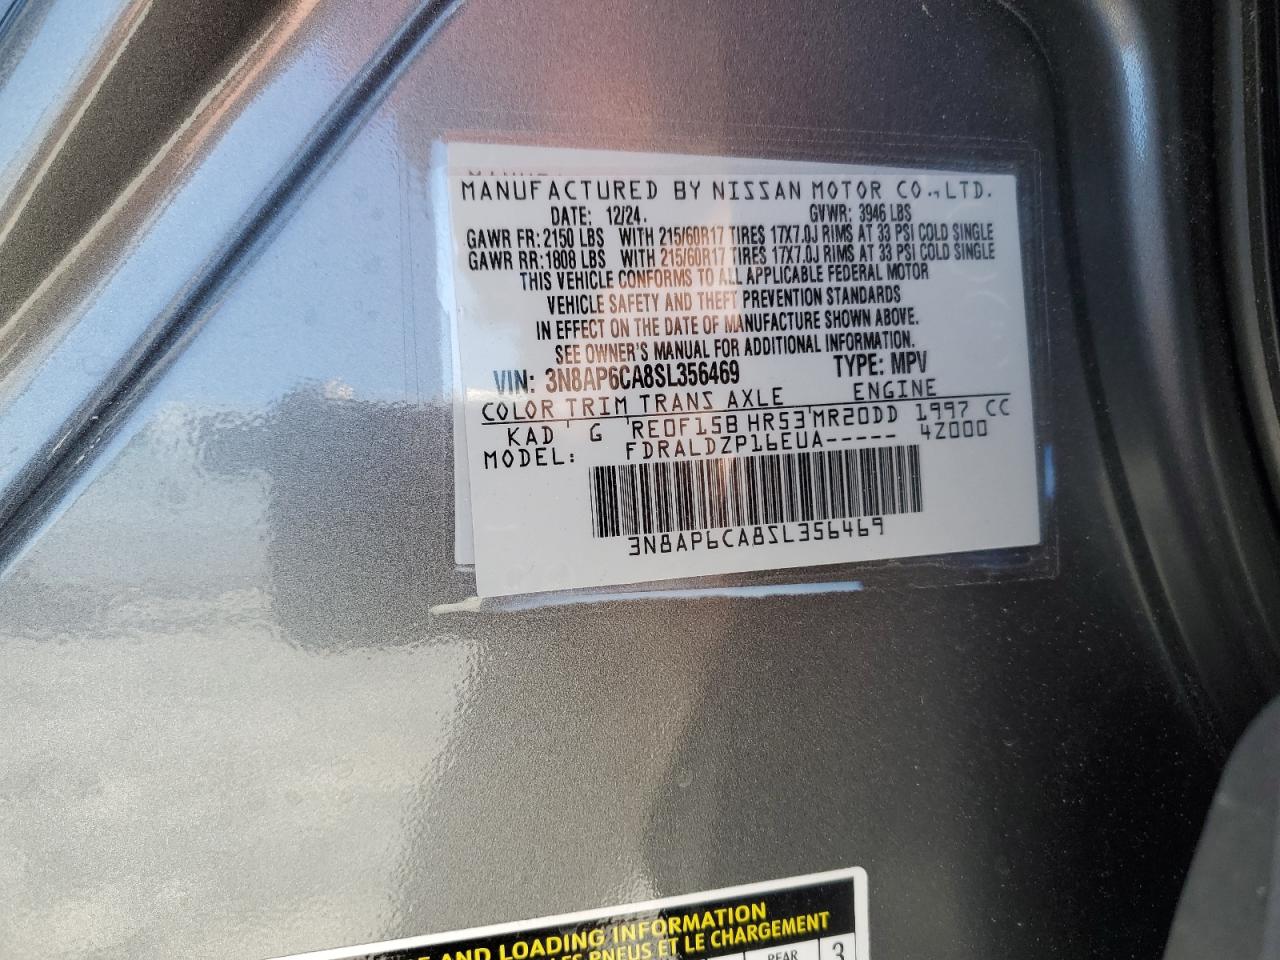 MANUFACTURED BY NISSAN MOTOR CO.,LTD.
DATE: 12/24. GVWR: 3946 LBS
GAWR FR: 2150 LBS WITH 215/60R17 TIRES 17X7.0J RIMS AT 33 PSI COLD SINGLE
GAWR RR: 1808 LBS WITH 215/60R17 TIRES 17X7.0J RIMS AT 33 PSI COLD SINGLE
THIS VEHICLE CONFORMS TO ALL APPLICABLE FEDERAL MOTOR
VEHICLE SAFETY AND THEFT PREVENTION STANDARDS
IN EFFECT ON THE DATE OF MANUFACTURE SHOWN ABOVE.
SEE OWNER'S MANUAL FOR ADDITIONAL INFORMATION.
VIN: 3N8AP6CA8SL356469 TYPE: MPV
COLOR TRIM TRANS AXLE ENGINE
KAD G RE0F15B HR53 MR20DD 1997 CC
MODEL: FDRALDZP16EUA----- 4Z000
3N8AP6CA8SL356469
AND LOADING INFORMATION
PNEUS ET LE CHARGEMENT
REAR 3